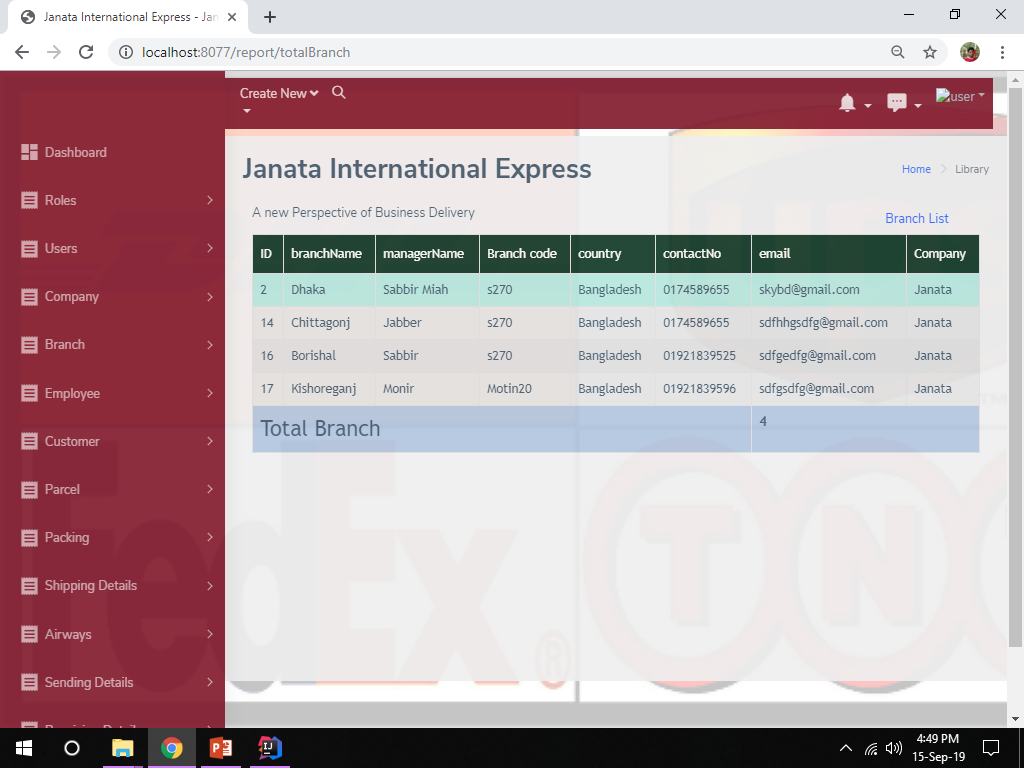 Janata International Express - Jan
localhost:8077/report/totalBranch
Create New
user
Dashboard
Roles
Users
Company
Branch
Employee
Customer
Parcel
Packing
Shipping Details
Airways
Sending Details
Janata International Express
Home > Library
A new Perspective of Business Delivery
Branch List
ID branchName managerName Branch code country contactNo email Company
2 Dhaka Sabbir Miah s270 Bangladesh 0174589655 skybd@gmail.com Janata
14 Chittagonj Jabber s270 Bangladesh 0174589655 sdfhhgsdfg@gmail.com Janata
16 Borishal Sabbir s270 Bangladesh 01921839525 sdfgedfg@gmail.com Janata
17 Kishoreganj Monir Motin20 Bangladesh 01921839596 sdfgsdfg@gmail.com Janata
Total Branch 4
FedEx ®
TN
TM
4:49 PM
15-Sep-19